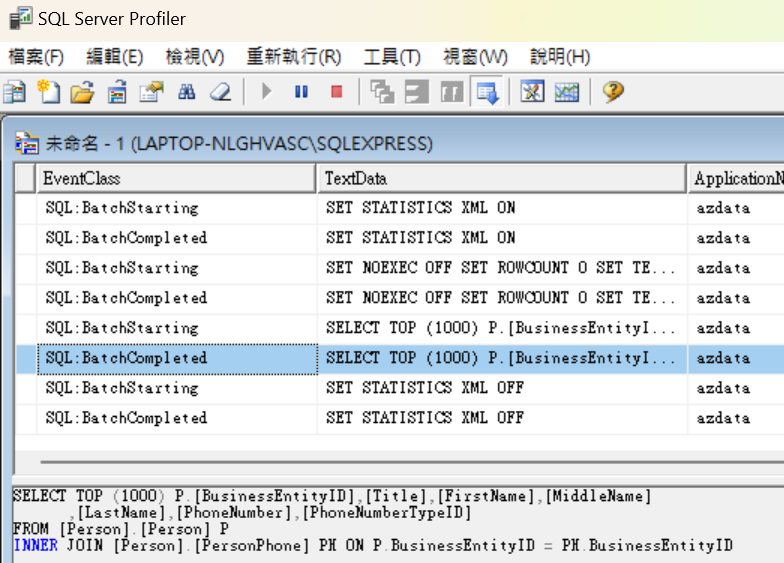 SQL Server Profiler
檔案(F) 編輯(E) 檢視(V) 重新執行(R) 工具(T) 視窗(W) 說明(H)
未命名 - 1 (LAPTOP-NLGHVASC\SQLEXPRESS)
EventClass TextData ApplicationN
SQL:BatchStarting SET STATISTICS XML ON azdata
SQL:BatchCompleted SET STATISTICS XML ON azdata
SQL:BatchStarting SET NOEXEC OFF SET ROWCOUNT 0 SET TE... azdata
SQL:BatchCompleted SET NOEXEC OFF SET ROWCOUNT 0 SET TE... azdata
SQL:BatchStarting SELECT TOP (1000) P.[BusinessEntityI... azdata
SQL:BatchCompleted SELECT TOP (1000) P.[BusinessEntityI... azdata
SQL:BatchStarting SET STATISTICS XML OFF azdata
SQL:BatchCompleted SET STATISTICS XML OFF azdata
SELECT TOP (1000) P.[BusinessEntityID],[Title],[FirstName],[MiddleName]
,[LastName],[PhoneNumber],[PhoneNumberTypeID]
FROM [Person].[Person] P
INNER JOIN [Person].[PersonPhone] PH ON P.BusinessEntityID = PH.BusinessEntityID